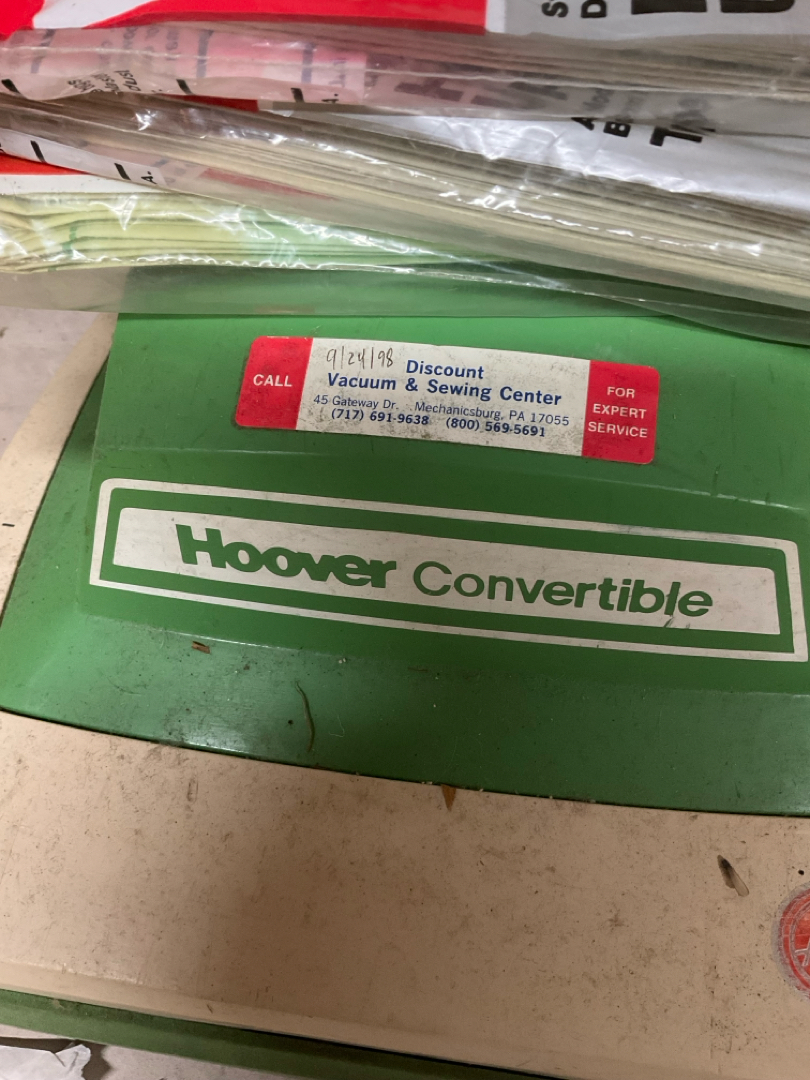 CALL
9/24/98 Discount
Vacuum & Sewing Center
45 Gateway Dr. Mechanicsburg, PA 17055
(717) 691-9638 (800) 569-5691
FOR
EXPERT
SERVICE
Hoover Convertible